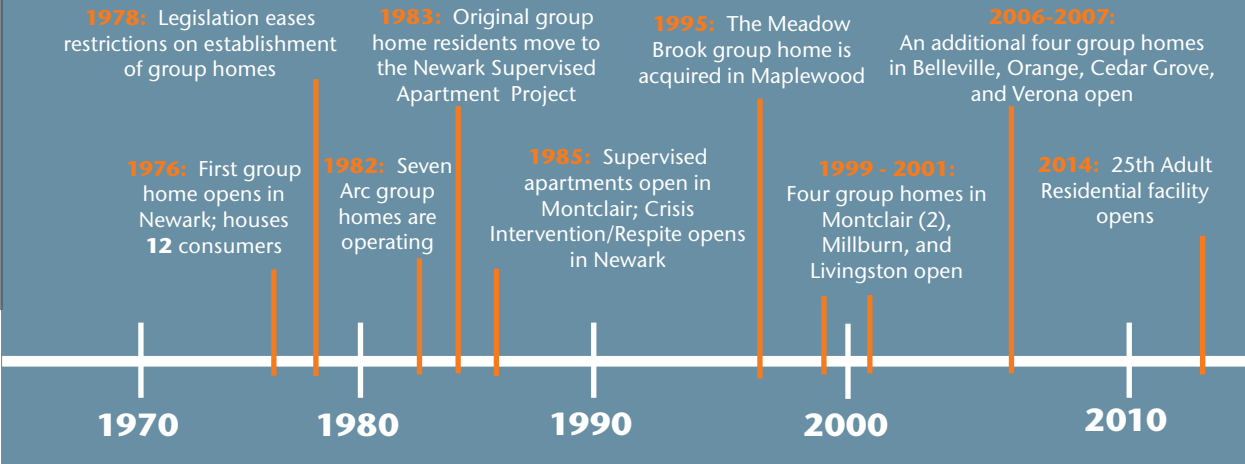 1978: Legislation eases
restrictions on establishment
of group homes
1983: Original group
home residents move to
the Newark Supervised
Apartment Project
1995: The Meadow
Brook group home is
acquired in Maplewood
2006-2007:
An additional four group homes
in Belleville, Orange, Cedar Grove,
and Verona open
1976: First group
home opens in
Newark; houses
12 consumers
1982: Seven
Arc group
homes are
operating
1985: Supervised
apartments open in
Montclair; Crisis
Intervention/Respite opens
in Newark
1999 - 2001:
Four group homes in
Montclair (2),
Millburn, and
Livingston open
2014: 25th Adult
Residential facility
opens
1970
1980
1990
2000
2010